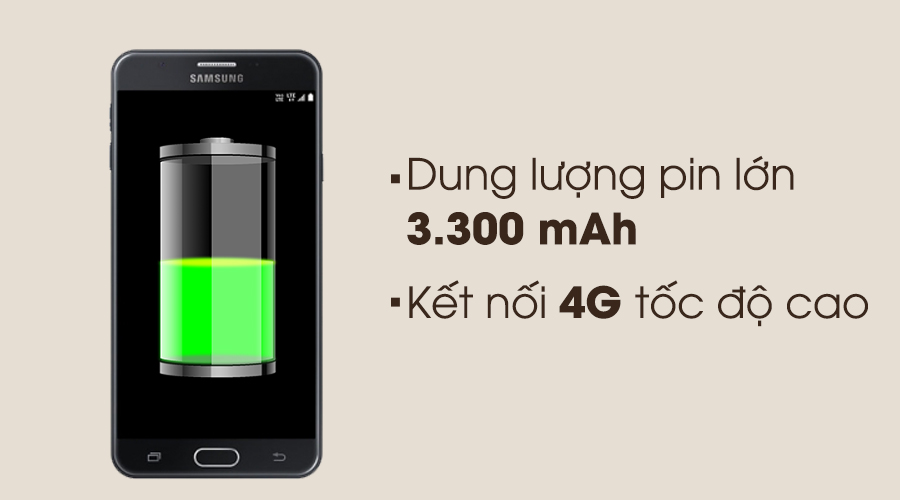 SAMSUNG
Dung lượng pin lớn
3.300 mAh
Kết nối 4G tốc độ cao